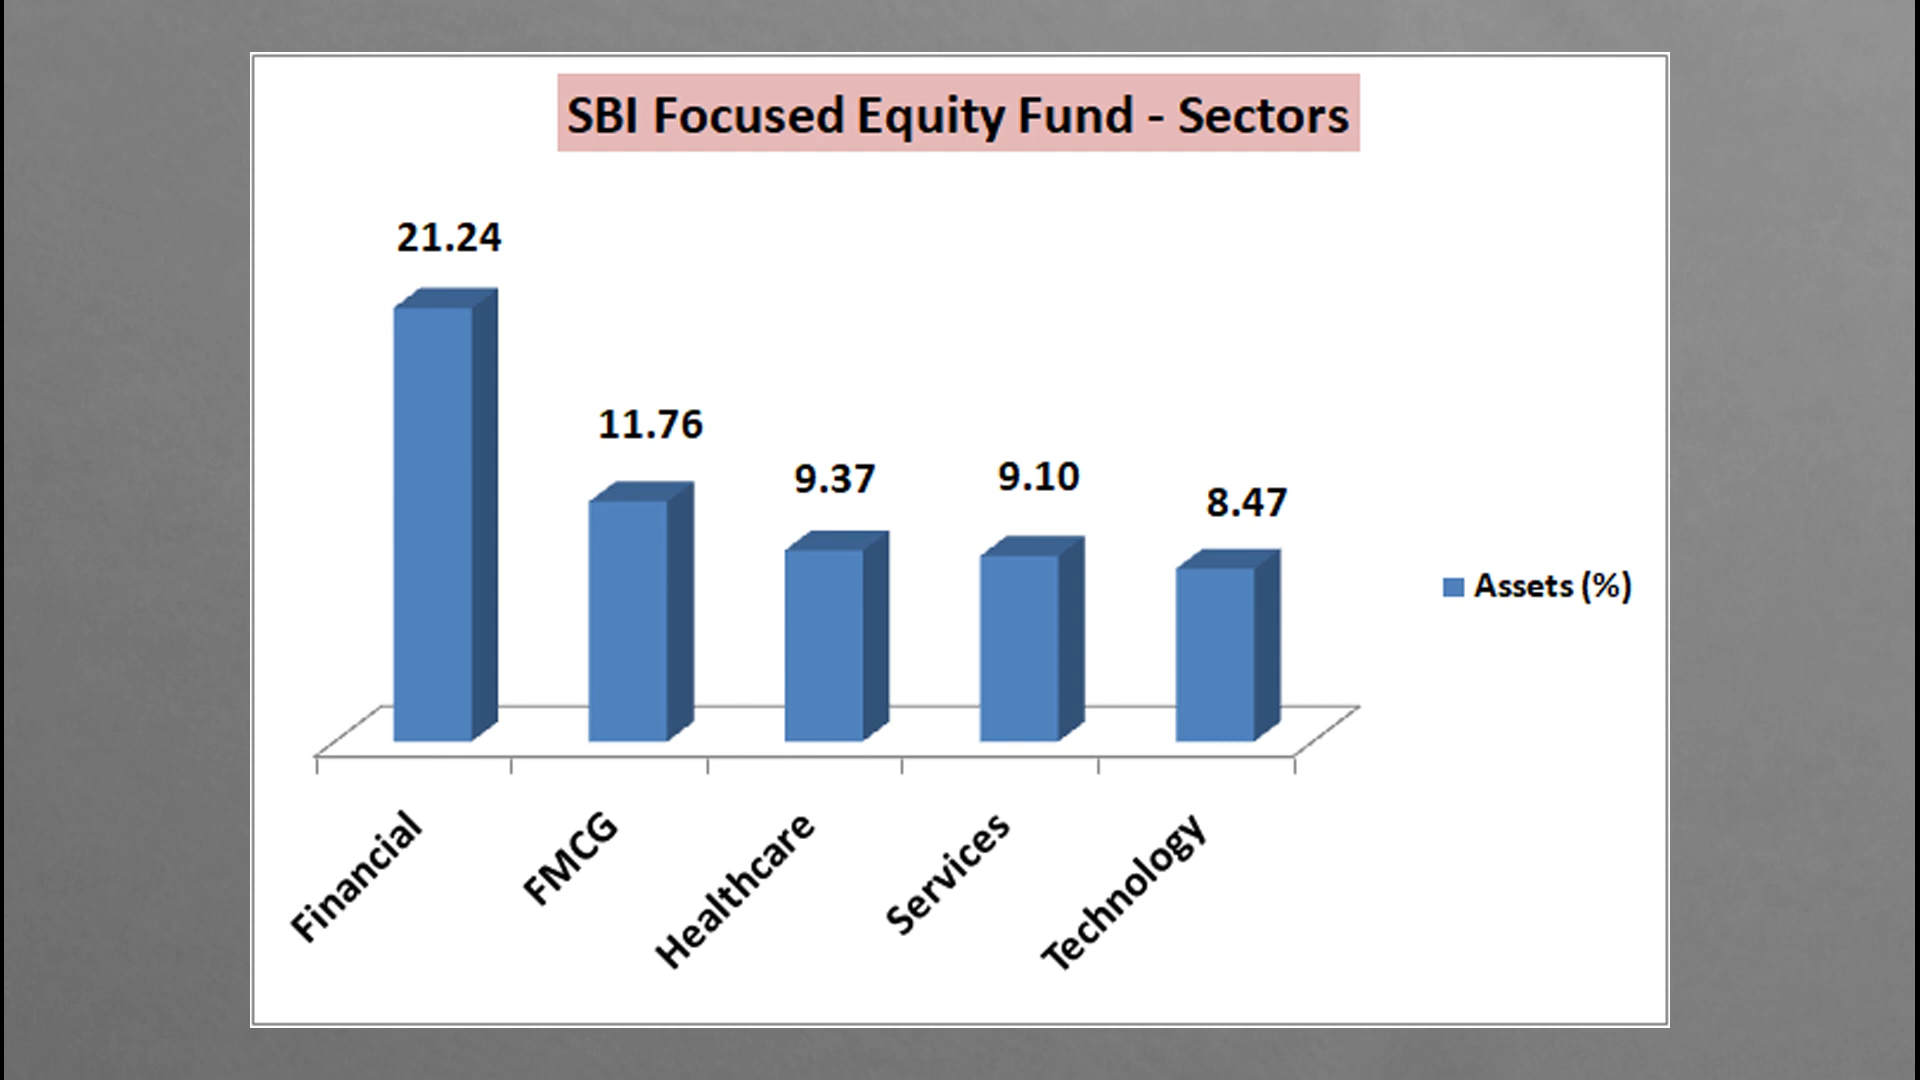 SBI Focused Equity Fund - Sectors
21.24
11.76
9.37
9.10
8.47
Assets (%)
Financial
FMCG
Healthcare
Services
Technology